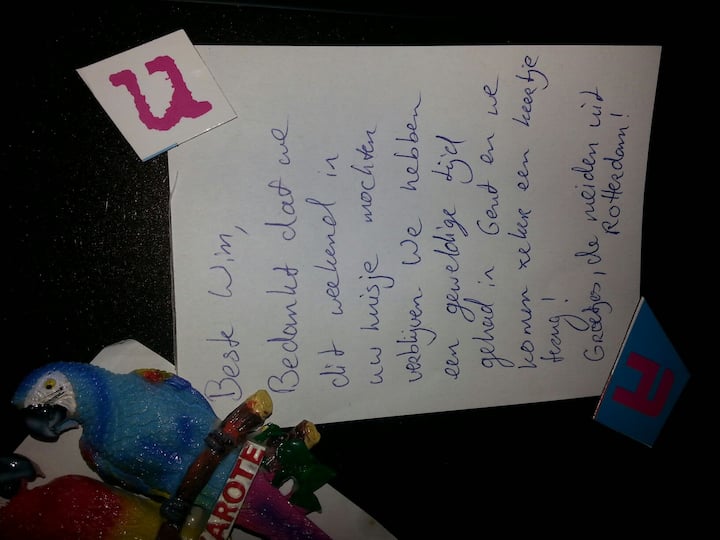 Beste Wim,
Bedankt dat we
dit weekend in
uw huisje mochten
verblijven. We hebben
een geweldige tijd
gehad in Gent en we
komen zeker een keertje
terug!
Groetjes, de meiden uit
Rotterdam!
AROTE